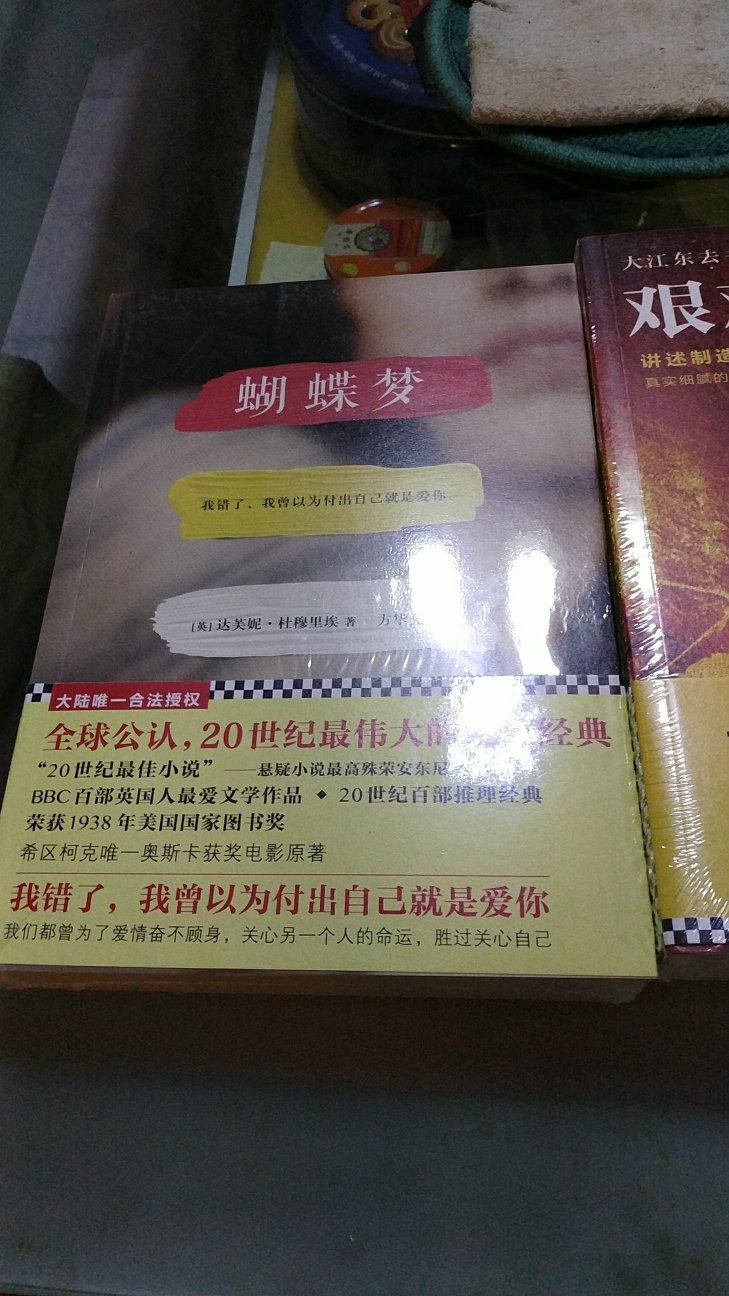 蝴蝶梦
我错了，我曾以为付出自己就是爱你
[英]达芙妮·杜穆里埃 著 方华
大陆唯一合法授权
全球公认，20世纪最伟大的 经典
“20世纪最佳小说”——悬疑小说最高殊荣安东尼
BBC百部英国人最爱文学作品 ◆ 20世纪百部推理经典
荣获1938年美国国家图书奖
希区柯克唯一奥斯卡获奖电影原著
我错了，我曾以为付出自己就是爱你
我们都曾为了爱情奋不顾身，关心另一个人的命运，胜过关心自己
大江东去
艰
讲述制造
真实细腻的